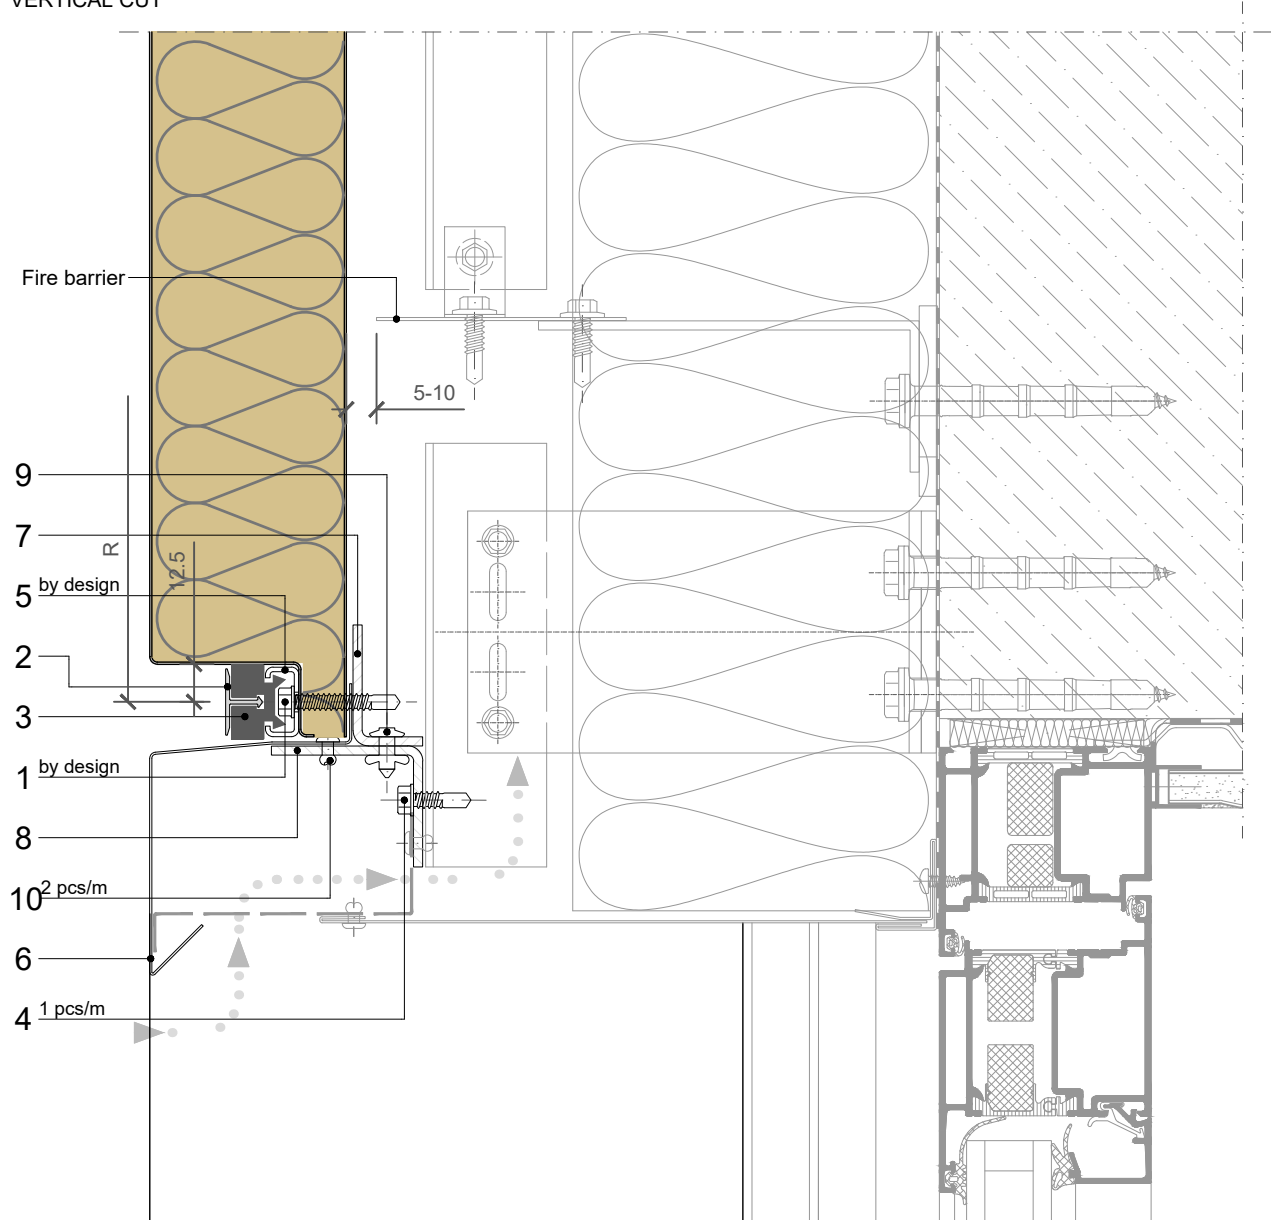 VERTICAL CUT
Fire barrier
5-10
9
7
R
12.5
5 by design
2
3
1 by design
8
10 2 pcs/m
6
4 1 pcs/m